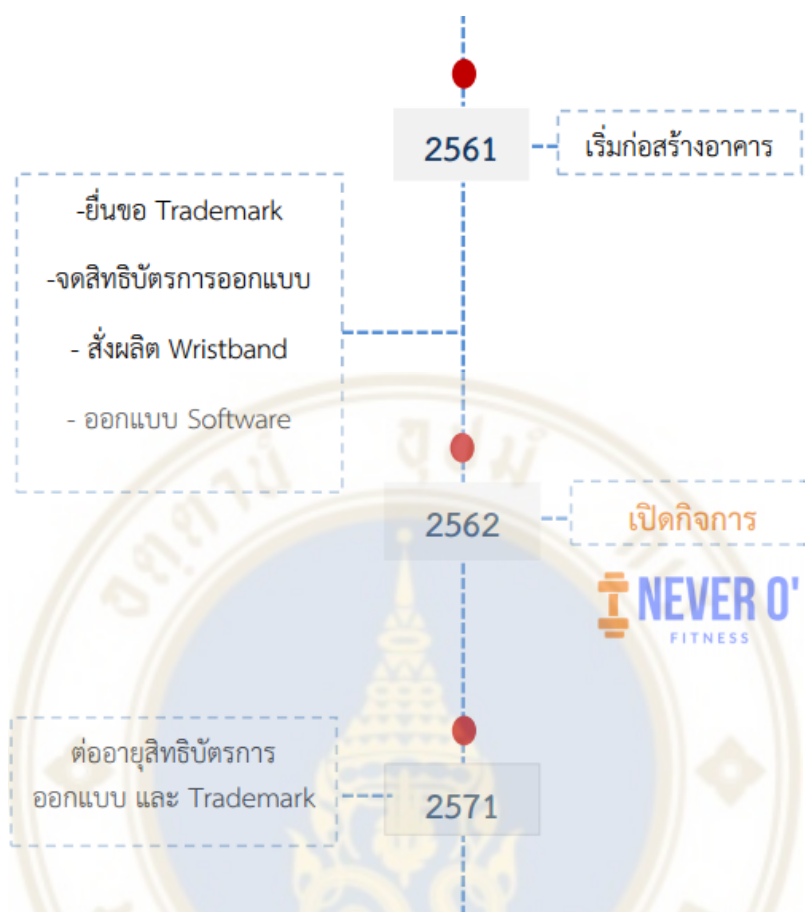 2561
เริ่มก่อสร้างอาคาร
-ยื่นขอ Trademark
-จดสิทธิบัตรการออกแบบ
- สั่งผลิต Wristband
- ออกแบบ Software
2562
เปิดกิจการ
NEVER O'
FITNESS
ต่ออายุสิทธิบัตรการ
ออกแบบ และ Trademark
2571